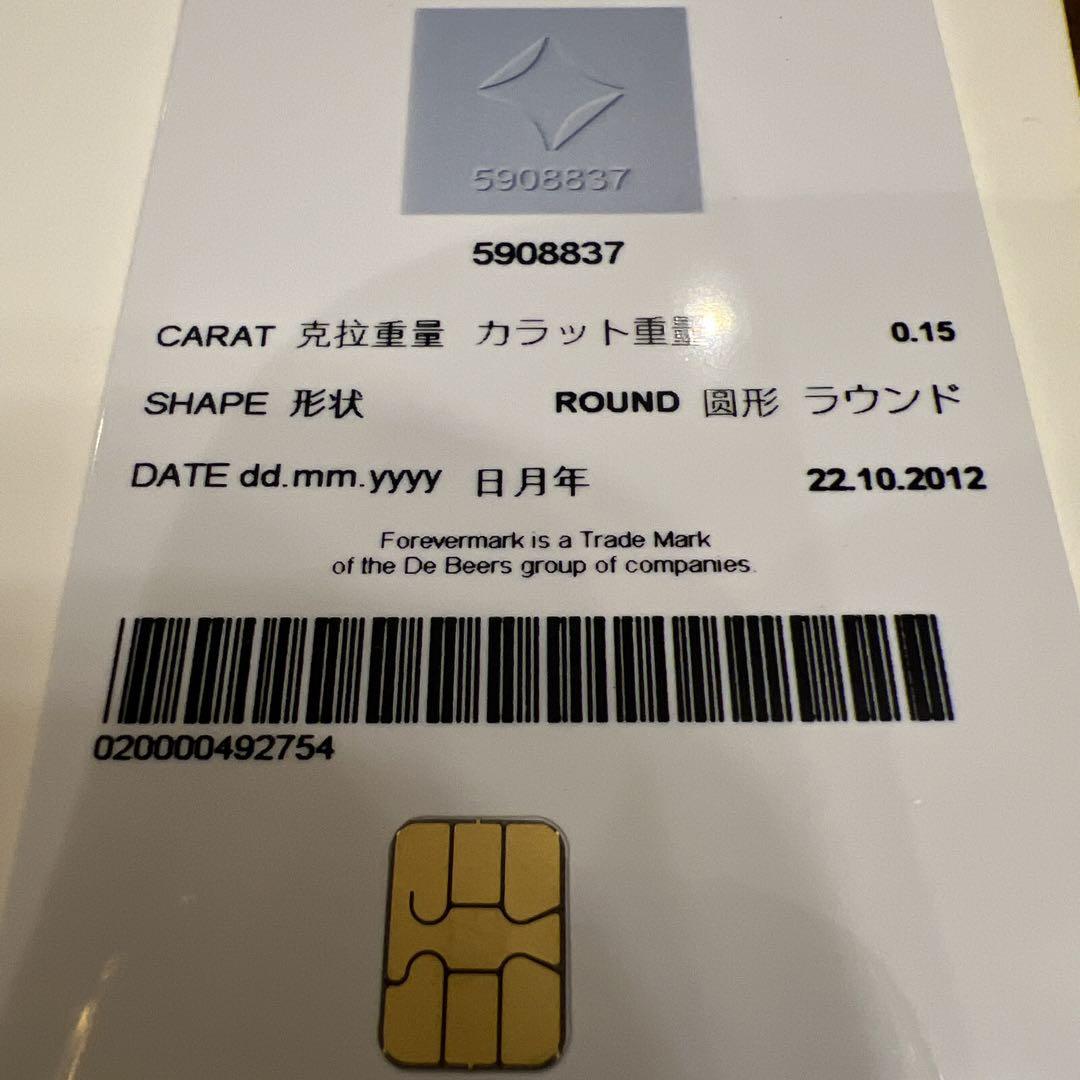 5908837
5908837
CARAT 克拉重量 カラット重量 0.15
SHAPE 形状 ROUND 圆形 ラウンド
DATE dd.mm.yyyy 日月年 22.10.2012
Forevermark is a Trade Mark
of the De Beers group of companies.
020000492754